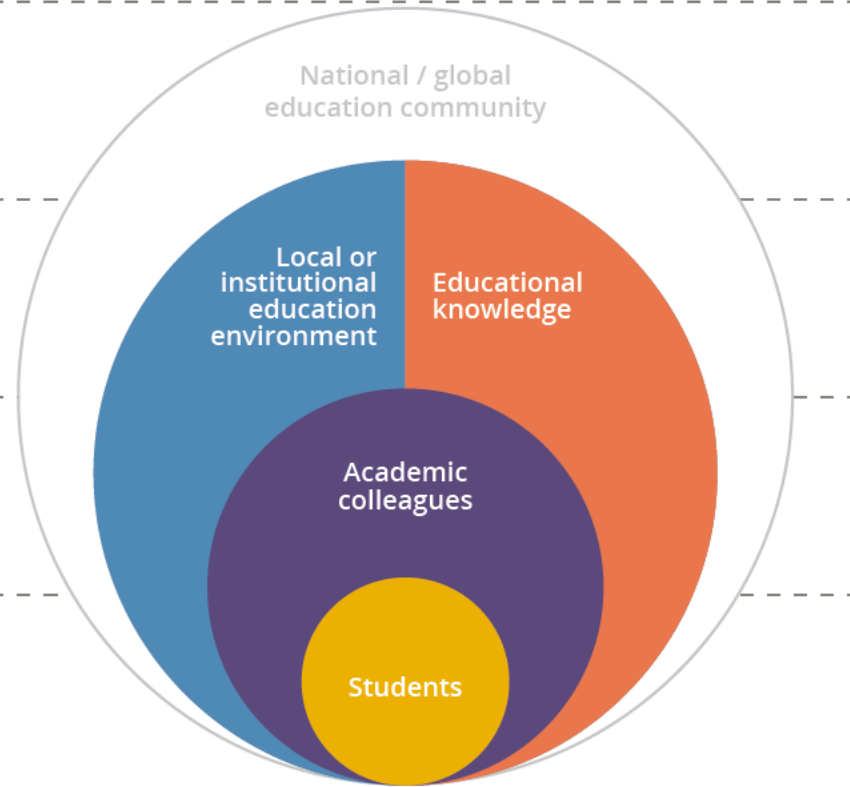 National / global
education community
Local or
institutional
education
environment
Educational
knowledge
Academic
colleagues
Students